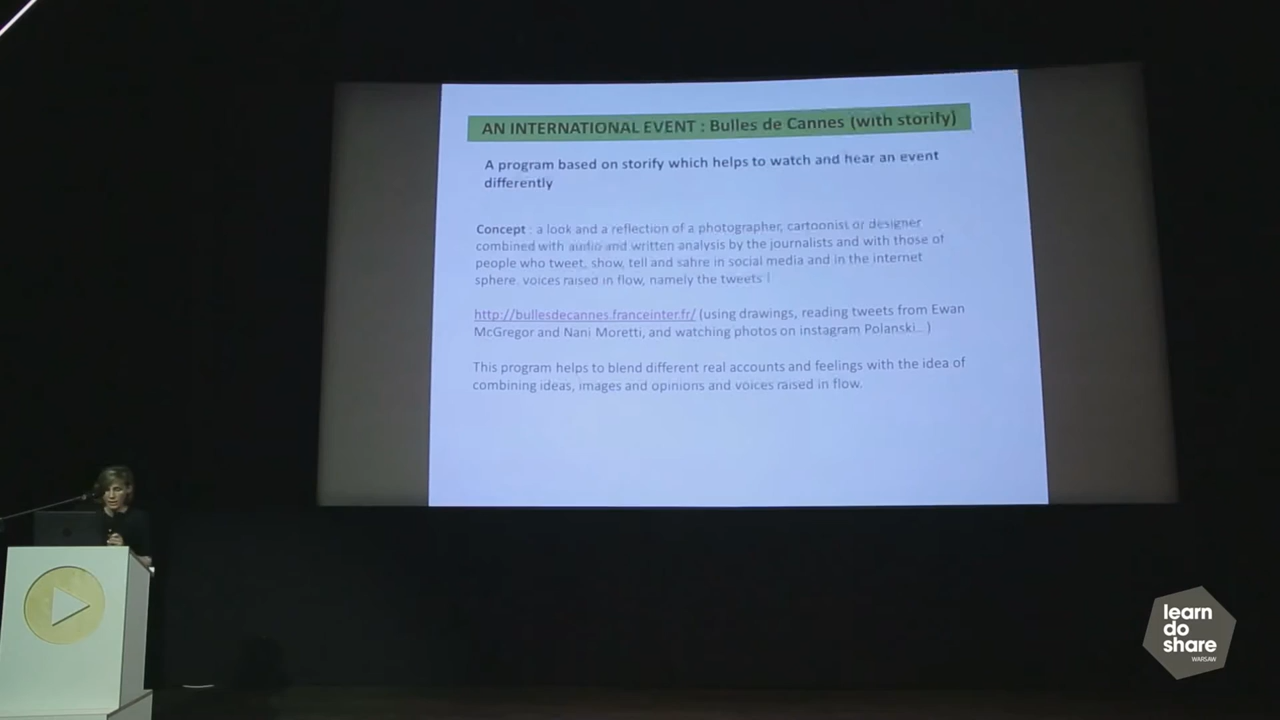 AN INTERNATIONAL EVENT : Bulles de Cannes (with storify)
A program based on storify which helps to watch and hear an event
differently
Concept : a look and a reflection of a photographer, cartoonist or designer
combined with audio and written analysis by the journalists and with those of
people who tweet, show, tell and sahre in social media and in the internet
sphere. voices raised in flow, namely the tweets !
http://bullesdecannes.franceinter.fr/ (using drawings, reading tweets from Ewan
McGregor and Nani Moretti, and watching photos on instagram Polanski...)
This program helps to blend different real accounts and feelings with the idea of
combining ideas, images and opinions and voices raised in flow.
learn
do
share
WARSAW